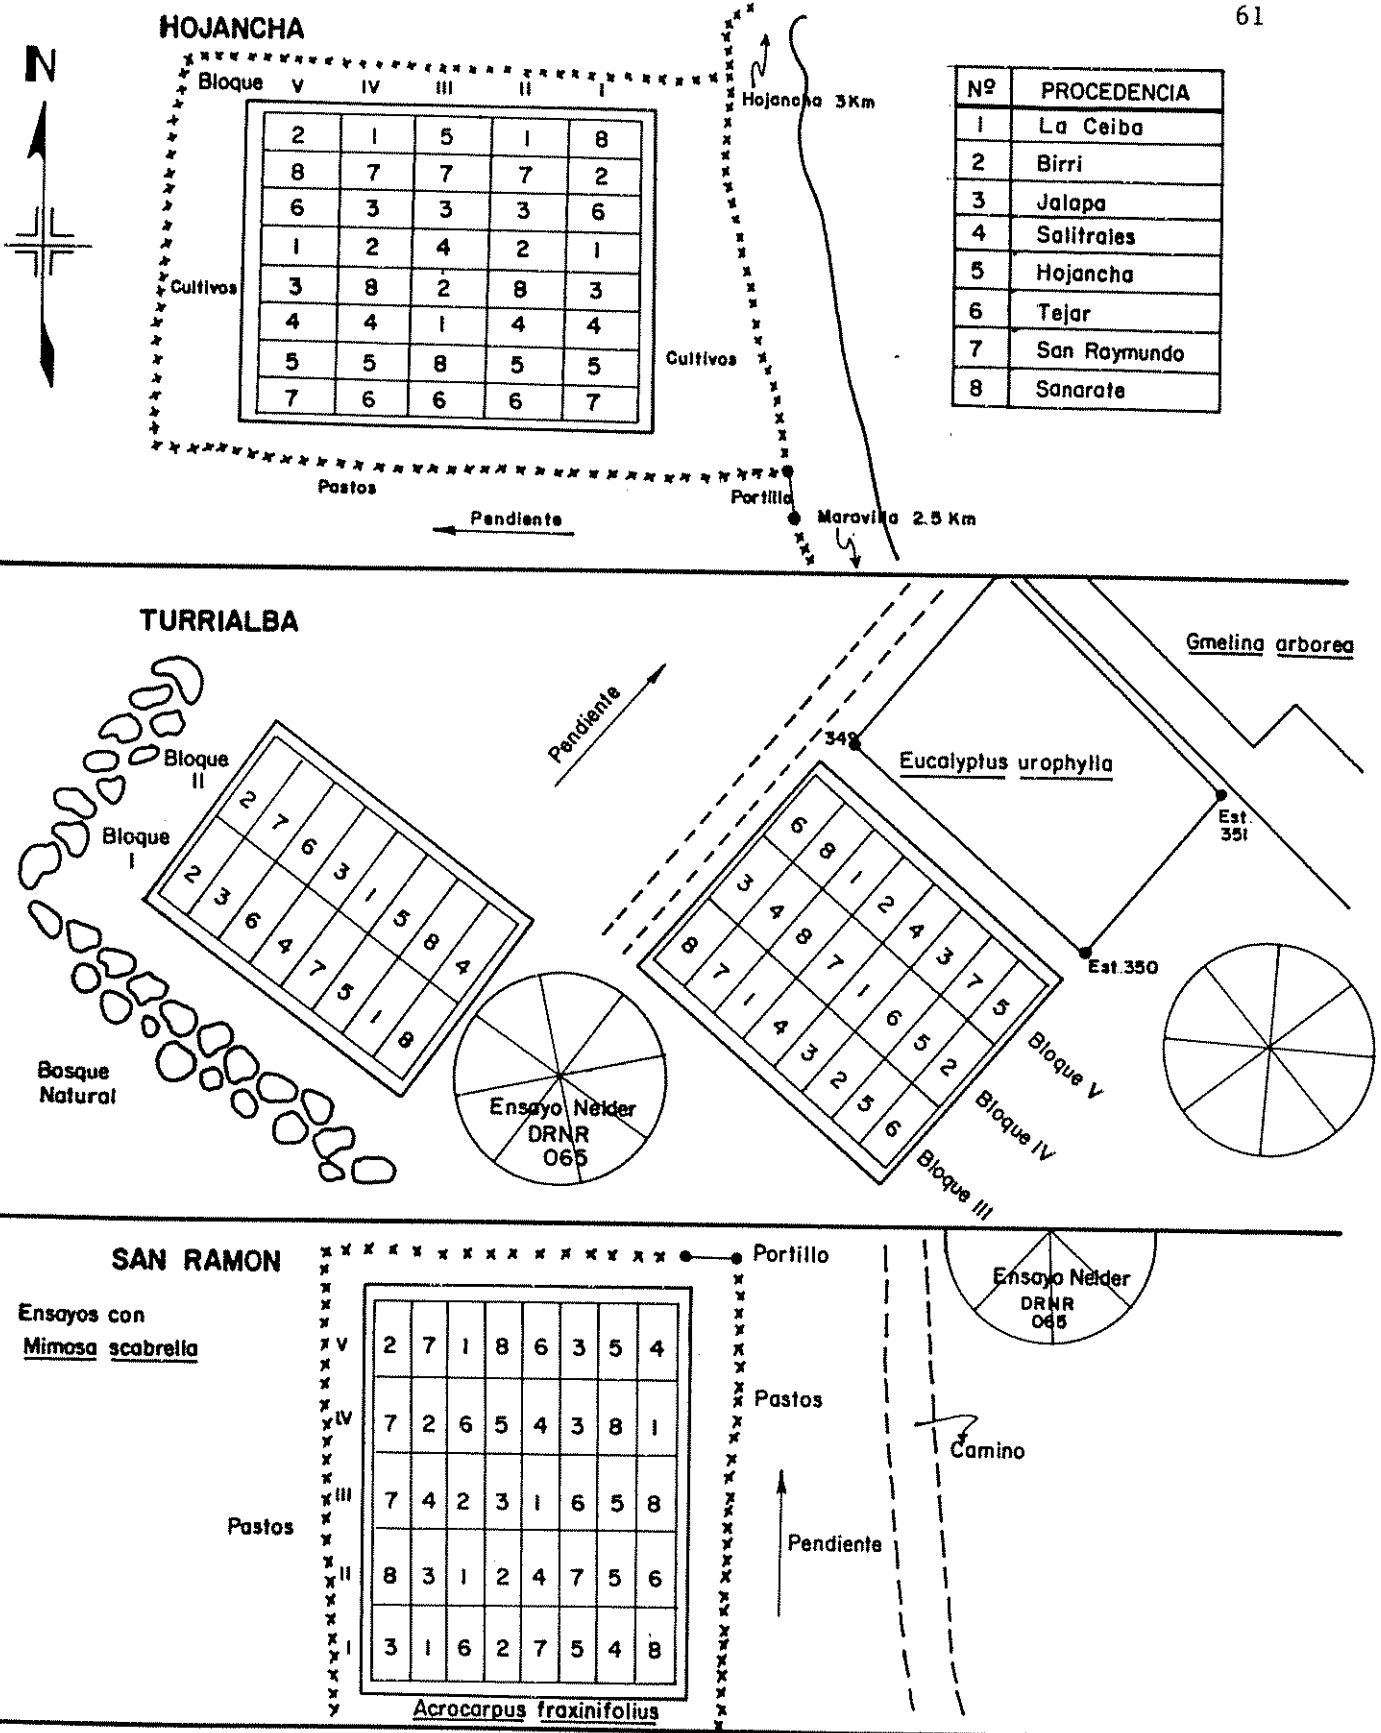 61
HOJANCHA
N
Bloque V IV III II I
2 1 5 1 8
8 7 7 7 2
6 3 3 3 6
1 2 4 2 1
3 8 2 8 3
4 4 1 4 4
5 5 8 5 5
7 6 6 6 7
Cultivos
Cultivos
Pastos
Pendiente
Portillo
Hojancha 3 Km
Maravilla 2.5 Km
Nº PROCEDENCIA
1 La Ceiba
2 Birri
3 Jalapa
4 Salitrales
5 Hojancha
6 Tejar
7 San Raymundo
8 Sanarate
TURRIALBA
Bloque
II
Bloque
I
2 7 6 3 1 5 8 4
2 3 6 4 7 5 1 8
Bosque
Natural
Pendiente
Ensayo Nelder
DRNR
065
349
Eucalyptus urophylla
Gmelina arborea
Est.
351
Est. 350
6 8 1 2 4 3 7 5
3 4 8 7 1 6 5 2
8 7 1 4 3 2 5 6
Bloque V
Bloque IV
Bloque III
SAN RAMON
Ensayos con
Mimosa scabrella
Portillo
V 2 7 1 8 6 3 5 4
IV 7 2 6 5 4 3 8 1
III 7 4 2 3 1 6 5 8
II 8 3 1 2 4 7 5 6
I 3 1 6 2 7 5 4 8
Pastos
Pastos
Pendiente
Camino
Ensayo Nelder
DRNR
065
Acrocarpus fraxinifolius